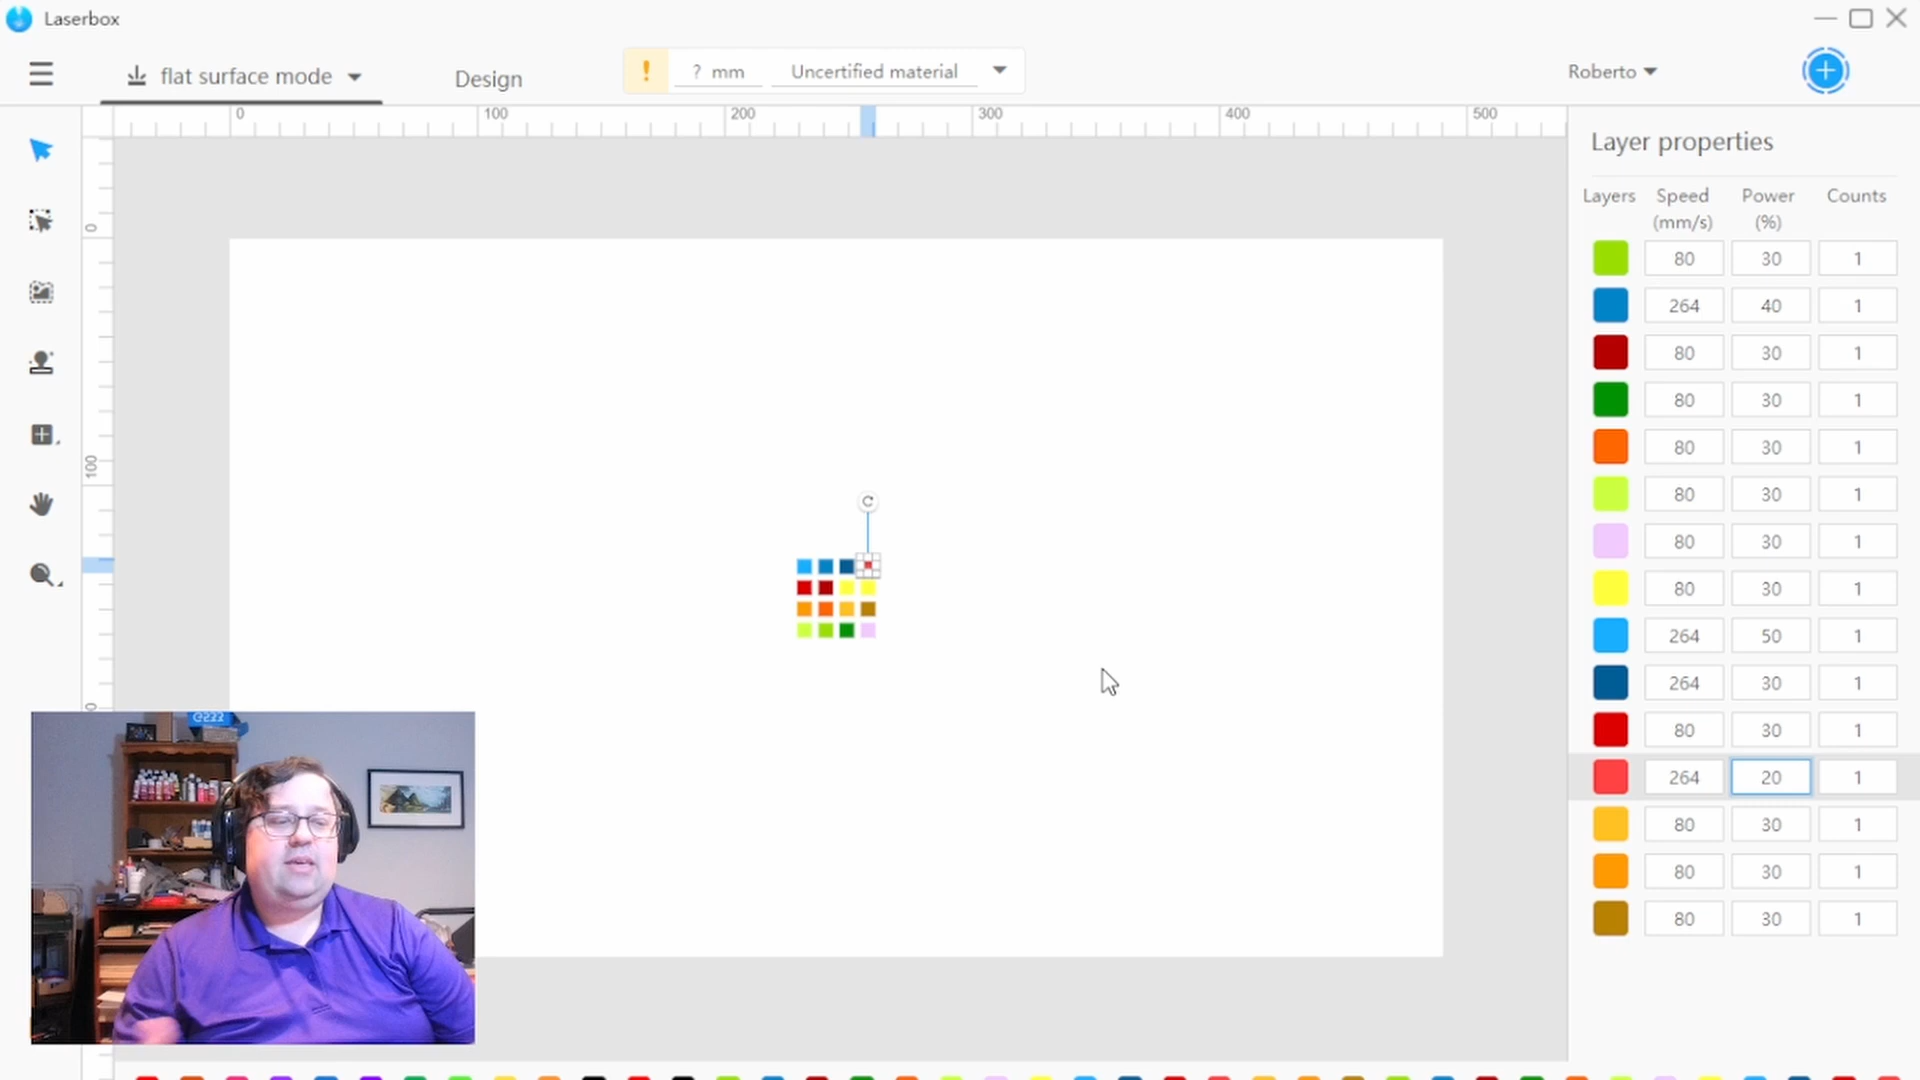 Laserbox
flat surface mode
Design
! ? mm Uncertified material
Roberto
0 100 200 300 400 500
0
100
0
Layer properties
Layers Speed (mm/s) Power (%) Counts
80 30 1
264 40 1
80 30 1
80 30 1
80 30 1
80 30 1
80 30 1
80 30 1
264 50 1
264 30 1
80 30 1
264 20 1
80 30 1
80 30 1
80 30 1